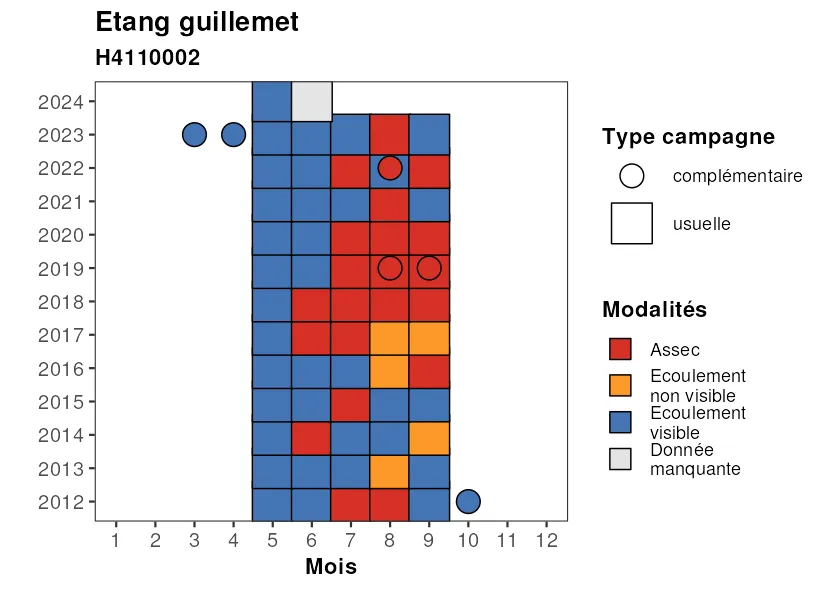 Etang guillemet
H4110002
2024
2023
2022
2021
2020
2019
2018
2017
2016
2015
2014
2013
2012
1 2 3 4 5 6 7 8 9 10 11 12
Mois
Type campagne
complémentaire
usuelle
Modalités
Assec
Ecoulement
non visible
Ecoulement
visible
Donnée
manquante